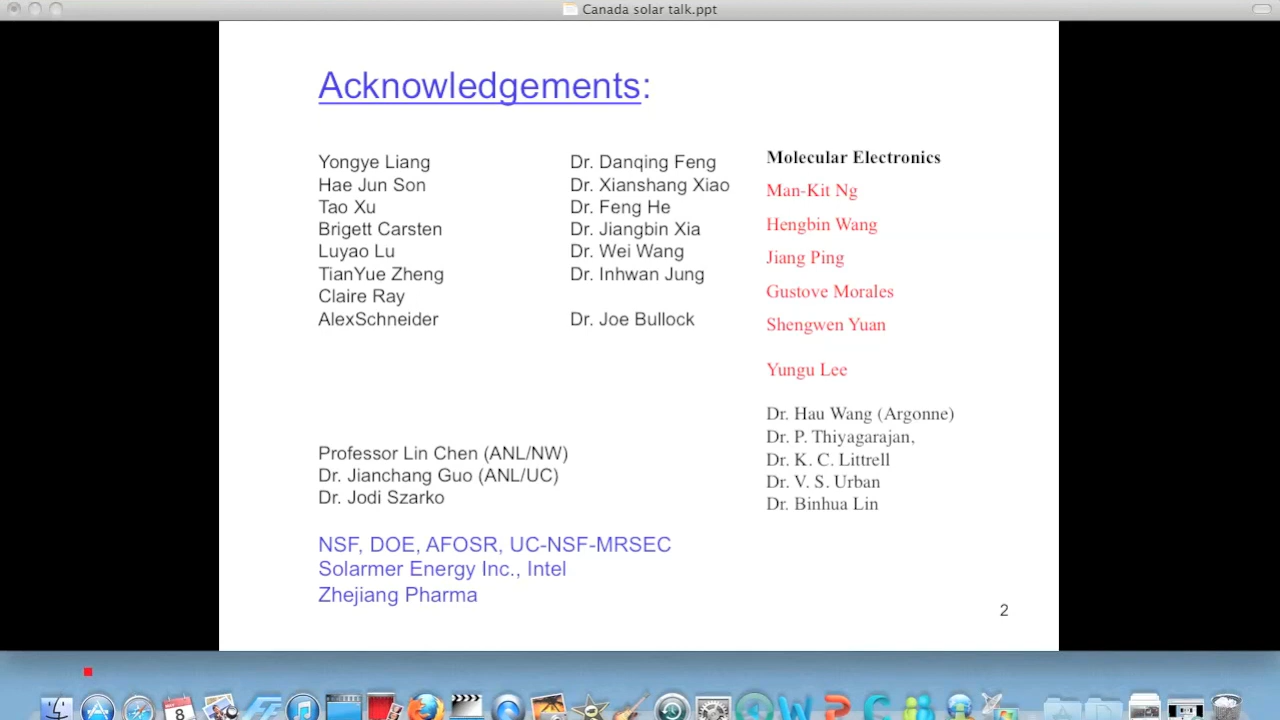 Canada solar talk.ppt
Acknowledgements:
Yongye Liang
Hae Jun Son
Tao Xu
Brigett Carsten
Luyao Lu
TianYue Zheng
Claire Ray
AlexSchneider
Dr. Danqing Feng
Dr. Xianshang Xiao
Dr. Feng He
Dr. Jiangbin Xia
Dr. Wei Wang
Dr. Inhwan Jung
Dr. Joe Bullock
Molecular Electronics
Man-Kit Ng
Hengbin Wang
Jiang Ping
Gustove Morales
Shengwen Yuan
Yungu Lee
Dr. Hau Wang (Argonne)
Dr. P. Thiyagarajan,
Dr. K. C. Littrell
Dr. V. S. Urban
Dr. Binhua Lin
Professor Lin Chen (ANL/NW)
Dr. Jianchang Guo (ANL/UC)
Dr. Jodi Szarko
NSF, DOE, AFOSR, UC-NSF-MRSEC
Solarmer Energy Inc., Intel
Zhejiang Pharma
2
8